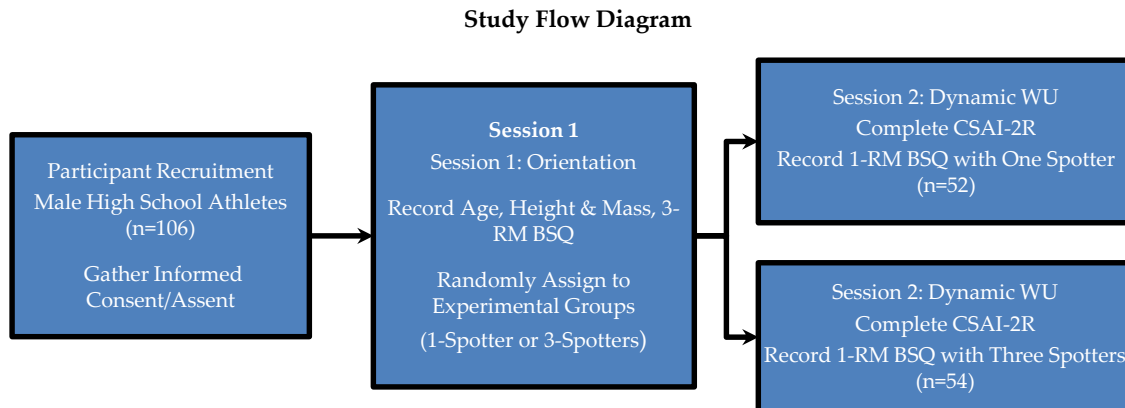 Study Flow Diagram
Participant Recruitment
Male High School Athletes
(n=106)
Gather Informed
Consent/Assent
Session 1
Session 1: Orientation
Record Age, Height & Mass, 3-
RM BSQ
Randomly Assign to
Experimental Groups
(1-Spotter or 3-Spotters)
Session 2: Dynamic WU
Complete CSAI-2R
Record 1-RM BSQ with One Spotter
(n=52)
Session 2: Dynamic WU
Complete CSAI-2R
Record 1-RM BSQ with Three Spotters
(n=54)